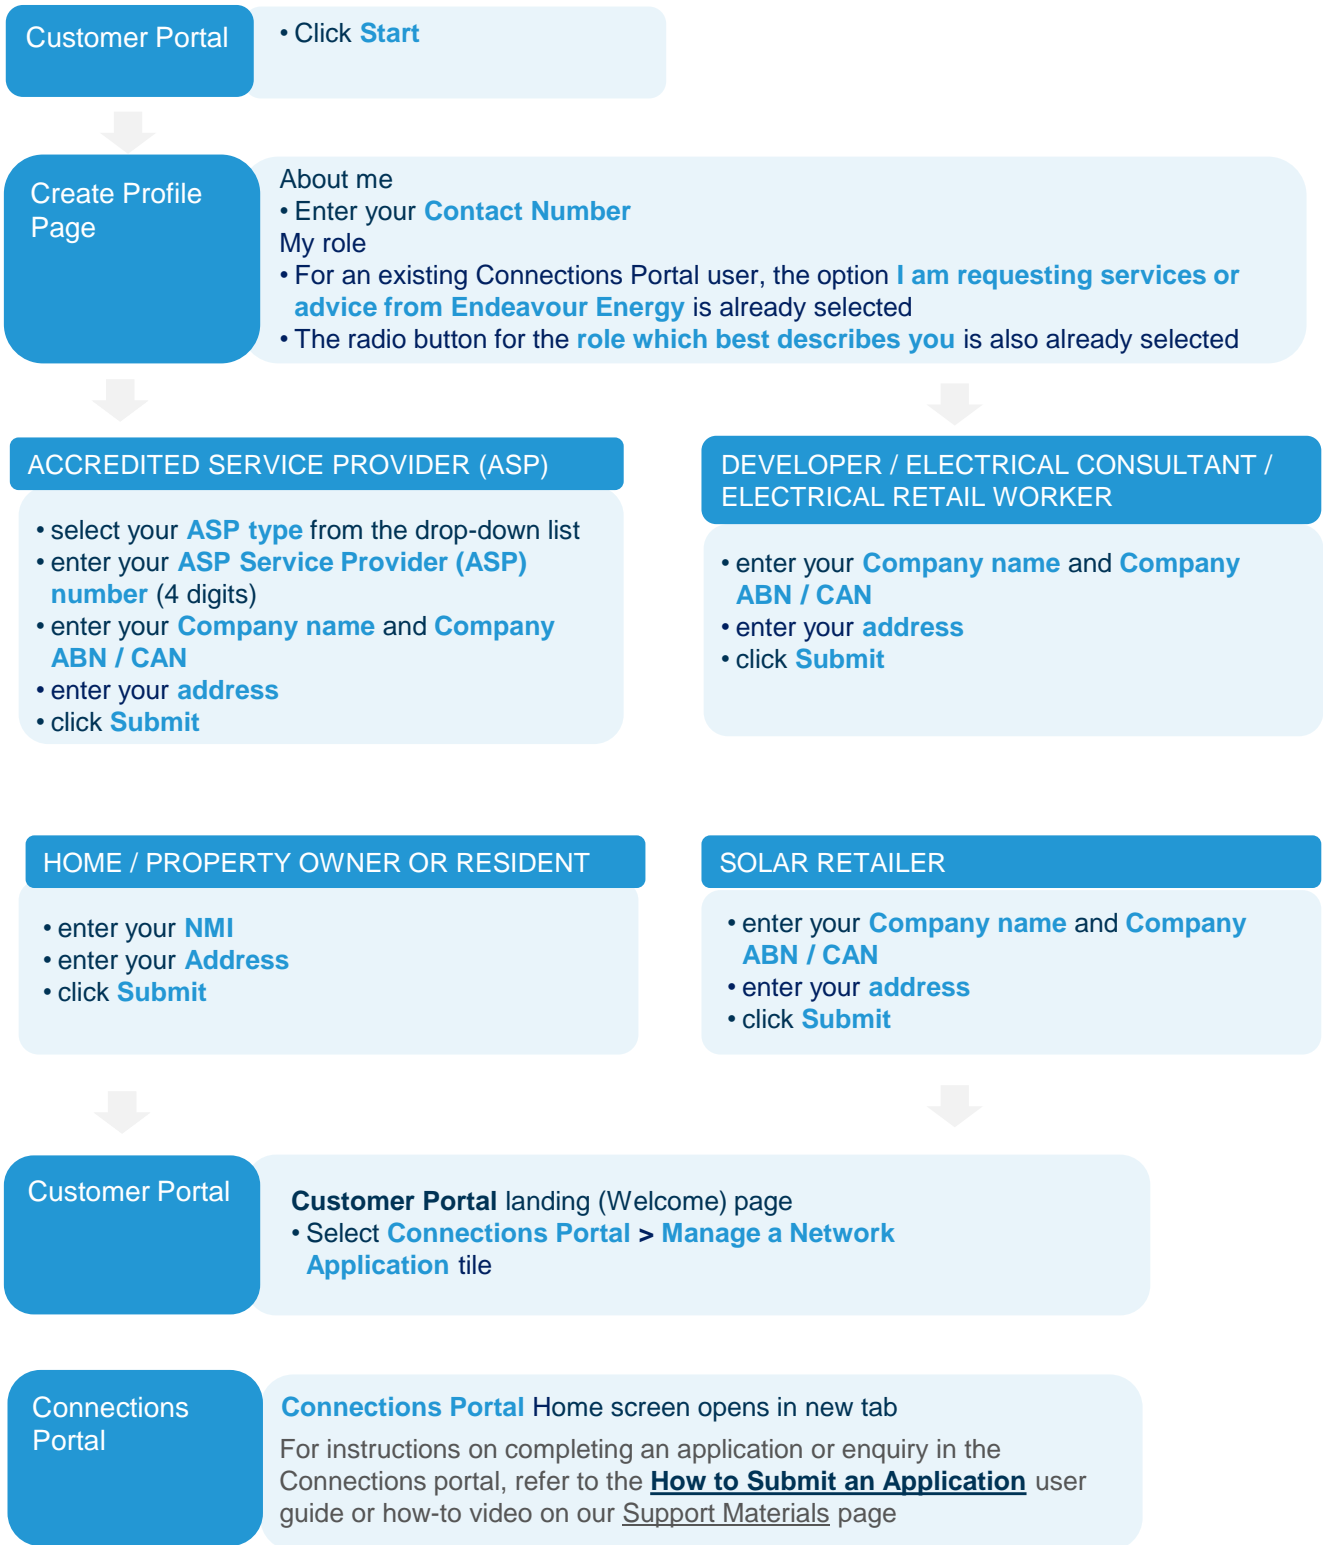 Customer Portal
• Click Start
Create Profile
Page
About me
• Enter your Contact Number
My role
• For an existing Connections Portal user, the option I am requesting services or
advice from Endeavour Energy is already selected
• The radio button for the role which best describes you is also already selected
ACCREDITED SERVICE PROVIDER (ASP)
• select your ASP type from the drop-down list
• enter your ASP Service Provider (ASP)
number (4 digits)
• enter your Company name and Company
ABN / CAN
• enter your address
• click Submit
DEVELOPER / ELECTRICAL CONSULTANT /
ELECTRICAL RETAIL WORKER
• enter your Company name and Company
ABN / CAN
• enter your address
• click Submit
HOME / PROPERTY OWNER OR RESIDENT
• enter your NMI
• enter your Address
• click Submit
SOLAR RETAILER
• enter your Company name and Company
ABN / CAN
• enter your address
• click Submit
Customer Portal
Customer Portal landing (Welcome) page
• Select Connections Portal > Manage a Network
Application tile
Connections
Portal
Connections Portal Home screen opens in new tab
For instructions on completing an application or enquiry in the
Connections portal, refer to the How to Submit an Application user
guide or how-to video on our Support Materials page